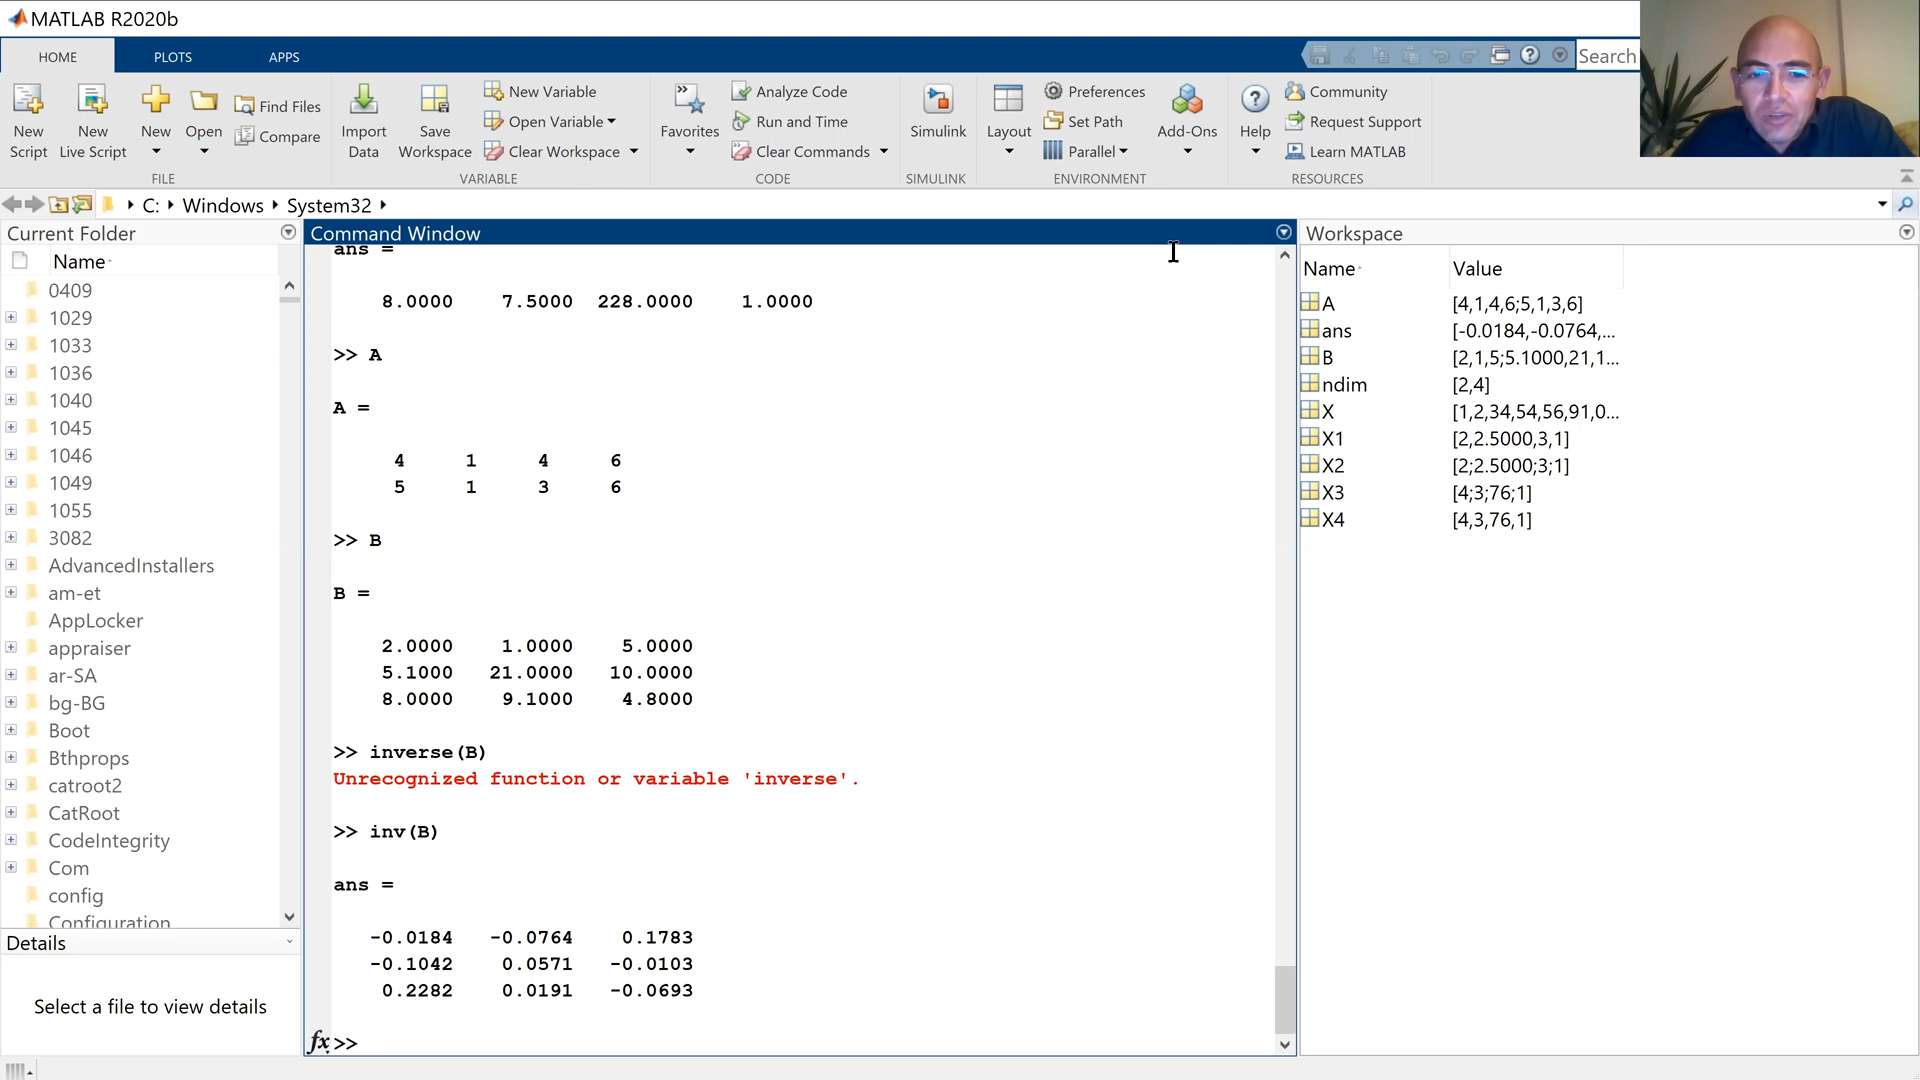 MATLAB R2020b
HOME PLOTS APPS
Search
New Script
New Live Script
New
Open
Find Files
Compare
FILE
Import Data
Save Workspace
New Variable
Open Variable
Clear Workspace
VARIABLE
Favorites
Analyze Code
Run and Time
Clear Commands
CODE
Simulink
SIMULINK
Layout
Preferences
Set Path
Parallel
Add-Ons
ENVIRONMENT
Help
Community
Request Support
Learn MATLAB
RESOURCES
C: Windows System32
Current Folder
Name
0409
1029
1033
1036
1040
1045
1046
1049
1055
3082
AdvancedInstallers
am-et
AppLocker
appraiser
ar-SA
bg-BG
Boot
Bthprops
catroot2
CatRoot
CodeIntegrity
Com
config
Configuration
Details
Select a file to view details
Command Window
ans =
8.0000 7.5000 228.0000 1.0000
>> A
A =
4 1 4 6
5 1 3 6
>> B
B =
2.0000 1.0000 5.0000
5.1000 21.0000 10.0000
8.0000 9.1000 4.8000
>> inverse(B)
Unrecognized function or variable 'inverse'.
>> inv(B)
ans =
-0.0184 -0.0764 0.1783
-0.1042 0.0571 -0.0103
0.2282 0.0191 -0.0693
fx >>
Workspace
Name Value
A [4,1,4,6;5,1,3,6]
ans [-0.0184,-0.0764,...
B [2,1,5;5.1000,21,1...
ndim [2,4]
X [1,2,34,54,56,91,0...
X1 [2,2.5000,3,1]
X2 [2;2.5000;3;1]
X3 [4;3;76;1]
X4 [4,3,76,1]